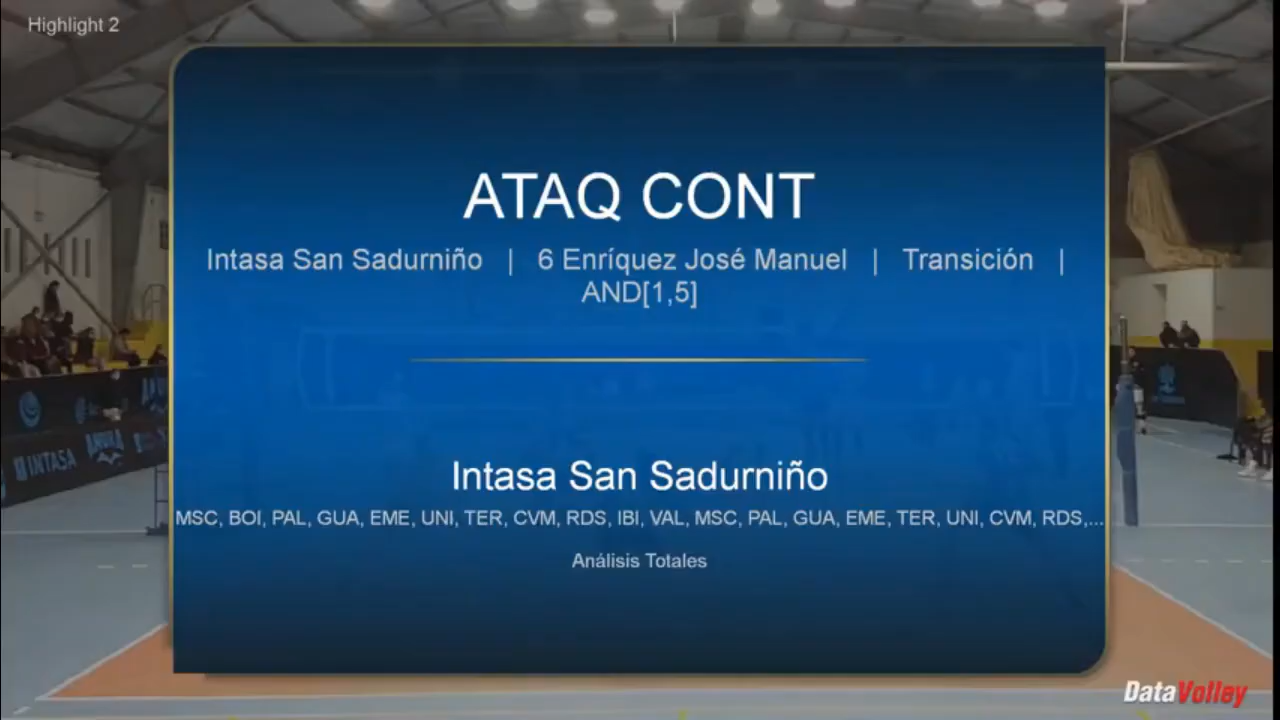 Highlight 2
ATAQ CONT
Intasa San Sadurniño | 6 Enríquez José Manuel | Transición |
AND[1,5]
Intasa San Sadurniño
MSC, BOI, PAL, GUA, EME, UNI, TER, CVM, RDS, IBI, VAL, MSC, PAL, GUA, EME, TER, UNI, CVM, RDS,...
Análisis Totales
INTASA
DataVolley